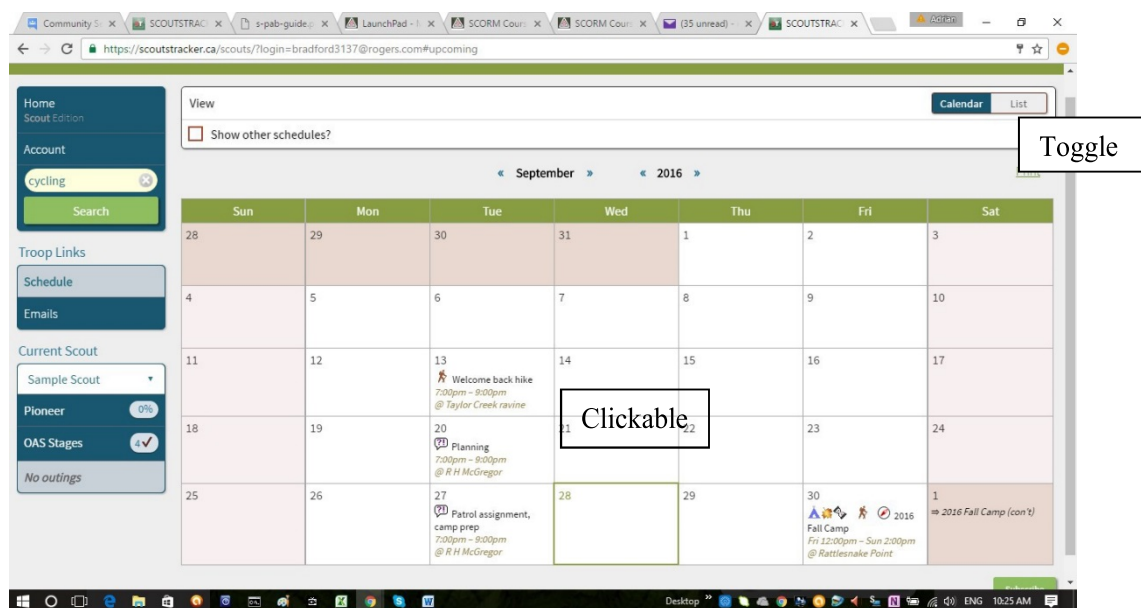 Community S
SCOUTSTRAC
s-pab-guide.p
LaunchPad - 
SCORM Cours
SCORM Cours
(35 unread) -
SCOUTSTRAC
Adrian
https://scoutstracker.ca/scouts/?login=bradford3137@rogers.com#upcoming
Home
Scout Edition
Account
cycling
Search
Troop Links
Schedule
Emails
Current Scout
Sample Scout
Pioneer 0%
OAS Stages 4
No outings
View Calendar List
Show other schedules?
Toggle
« September » « 2016 »
Sun Mon Tue Wed Thu Fri Sat
28 29 30 31 1 2 3
4 5 6 7 8 9 10
11 12 13 14 15 16 17
Welcome back hike
7:00pm – 9:00pm
@ Taylor Creek ravine
Clickable
18 19 20 21 22 23 24
Planning
7:00pm – 9:00pm
@ R H McGregor
25 26 27 28 29 30 1
Patrol assignment,
camp prep
7:00pm – 9:00pm
@ R H McGregor
2016
Fall Camp
Fri 12:00pm – Sun 2:00pm
@ Rattlesnake Point
⇒ 2016 Fall Camp (con't)
Desktop » ENG 10:25 AM